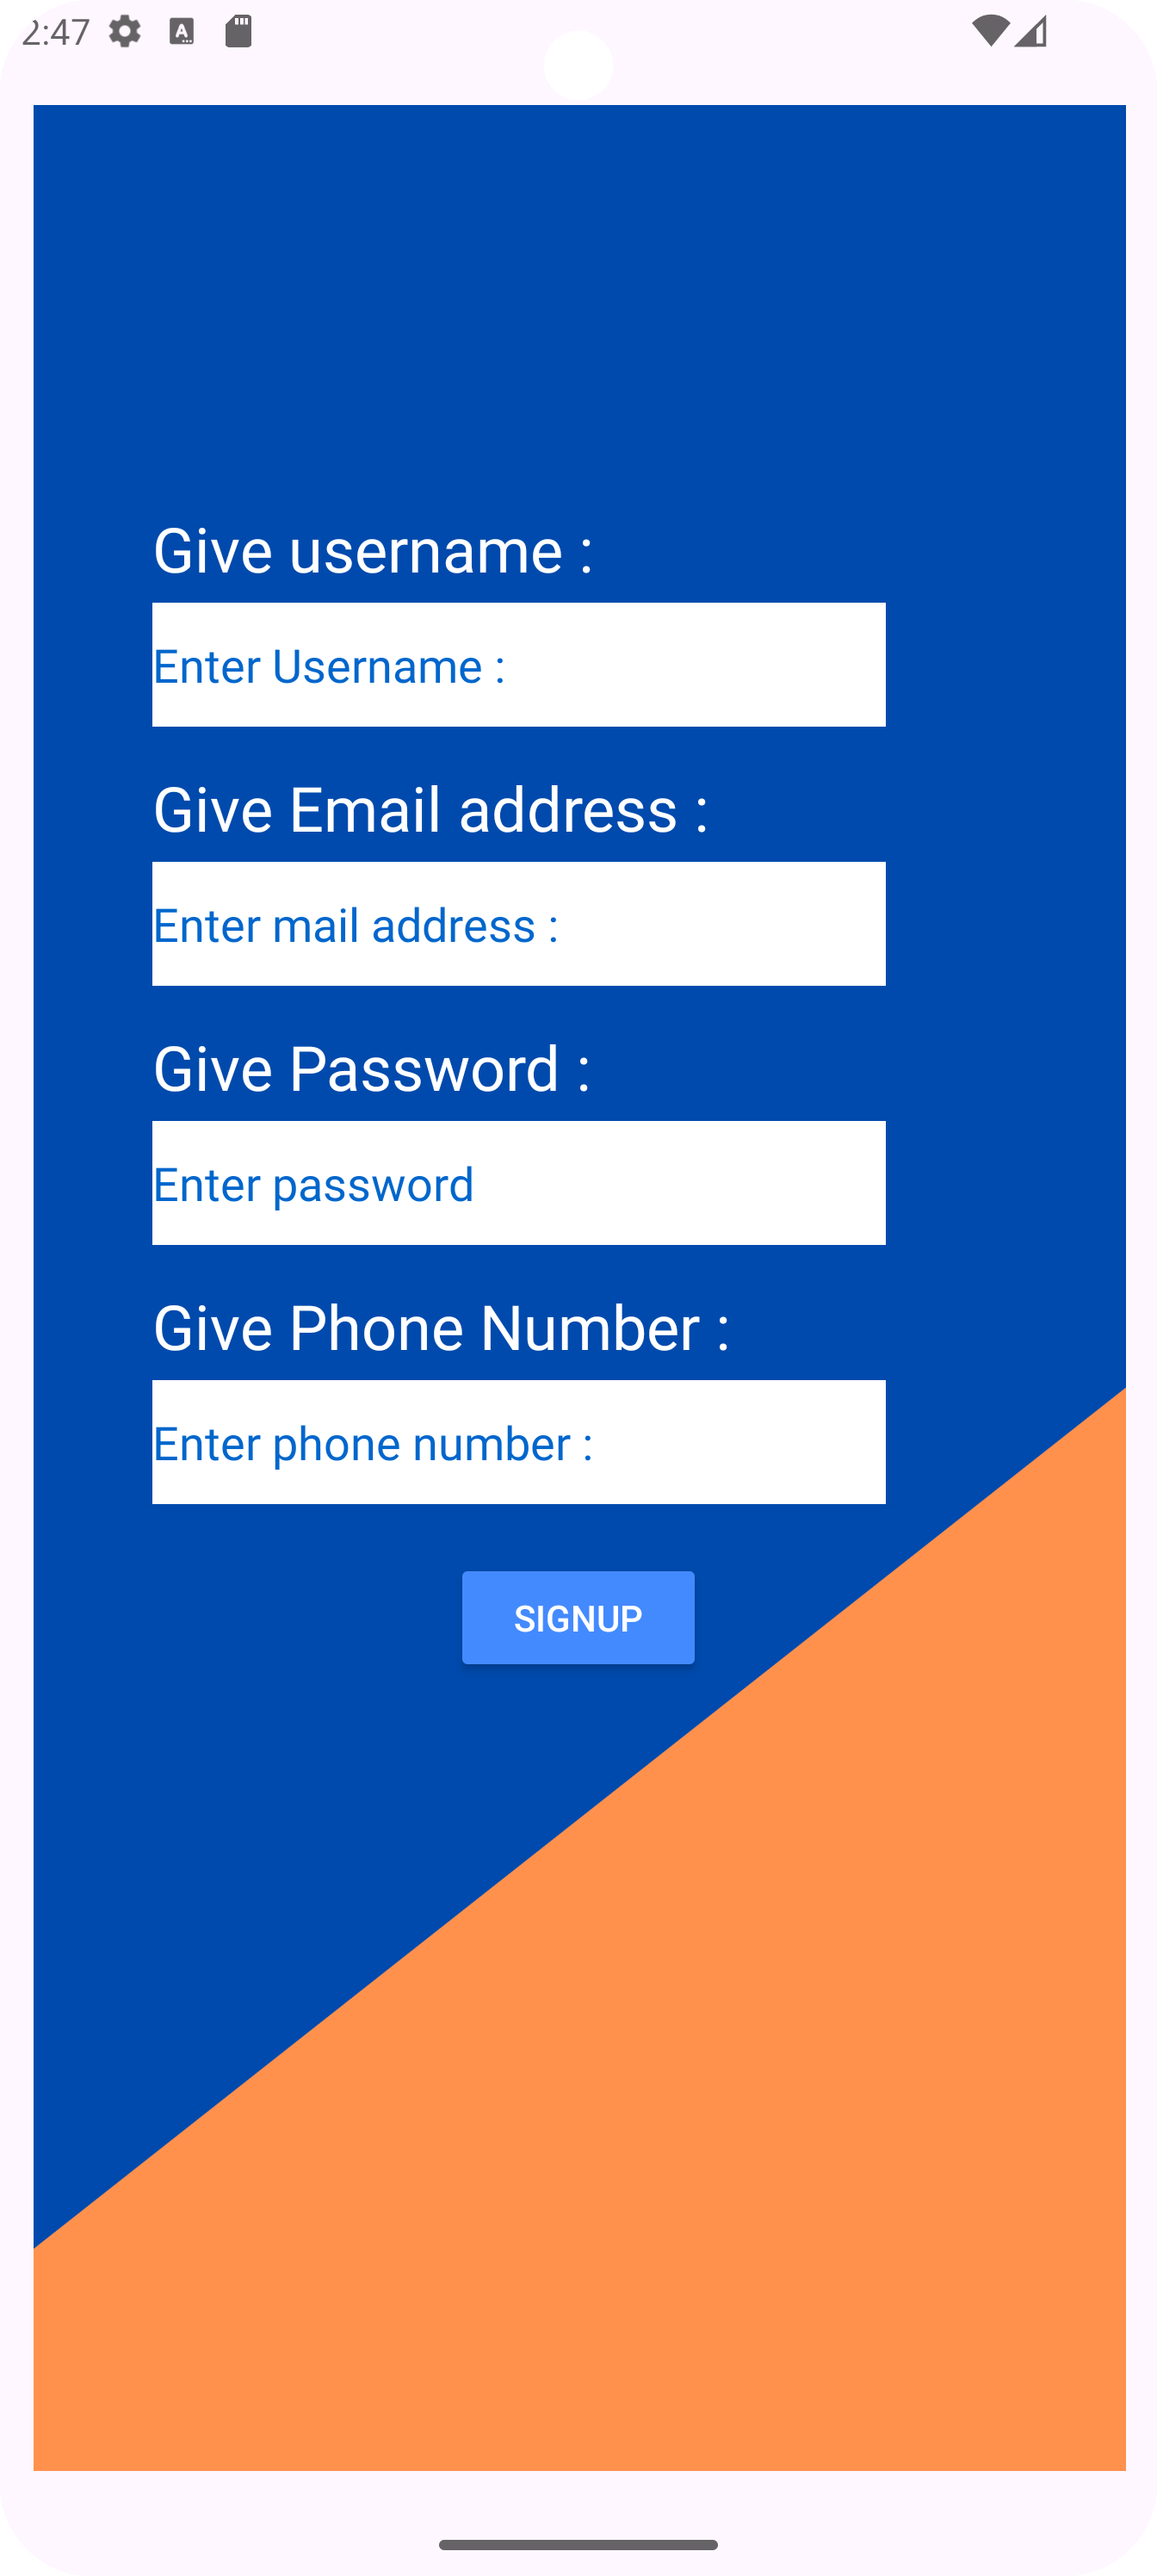 2:47
Give username :
Enter Username :
Give Email address :
Enter mail address :
Give Password :
Enter password
Give Phone Number :
Enter phone number :
SIGNUP